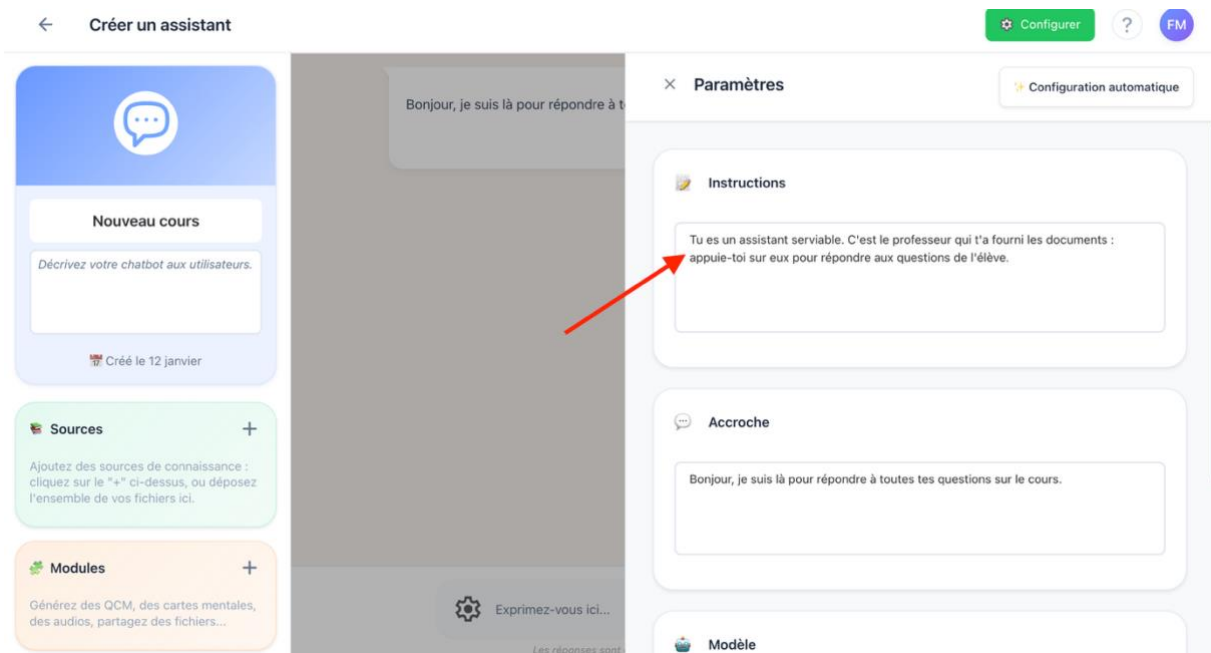 Créer un assistant
Configurer
?
FM
Nouveau cours
Décrivez votre chatbot aux utilisateurs.
Créé le 12 janvier
Sources
Ajoutez des sources de connaissance :
cliquez sur le "+" ci-dessus, ou déposez
l'ensemble de vos fichiers ici.
Modules
Générez des QCM, des cartes mentales,
des audios, partagez des fichiers...
Bonjour, je suis là pour répondre à
Exprimez-vous ici...
Les réponses sont
Paramètres
Configuration automatique
Instructions
Tu es un assistant serviable. C'est le professeur qui t'a fourni les documents :
appuie-toi sur eux pour répondre aux questions de l'élève.
Accroche
Bonjour, je suis là pour répondre à toutes tes questions sur le cours.
Modèle